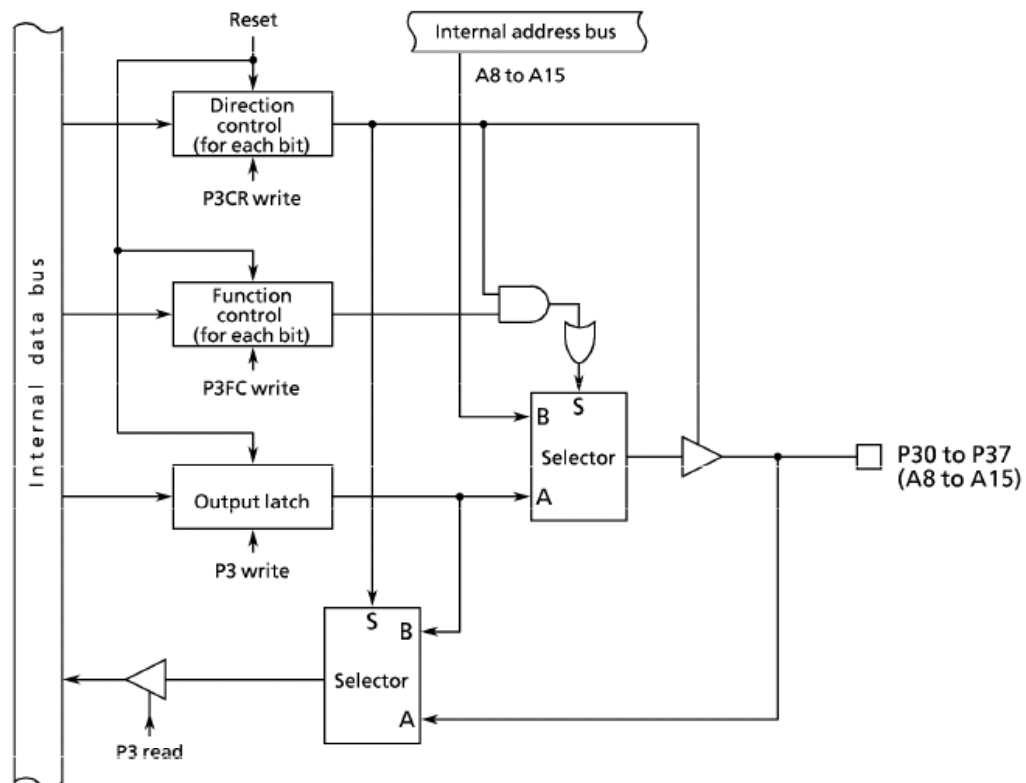 Reset
Internal address bus
A8 to A15
Direction
control
(for each bit)
P3CR write
Internal data bus
Function
control
(for each bit)
P3FC write
S
B
Selector
A
P30 to P37
(A8 to A15)
Output latch
P3 write
S
B
Selector
A
P3 read